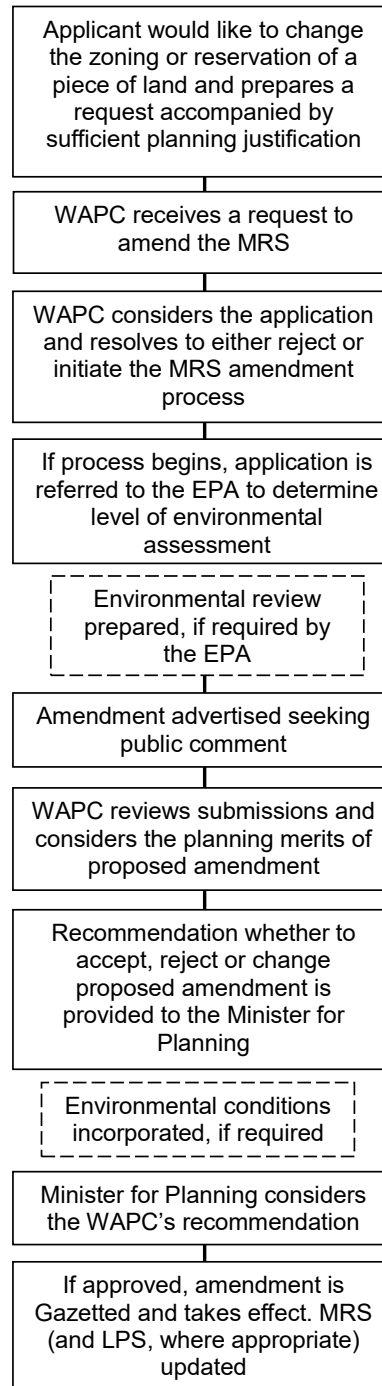 Applicant would like to change
the zoning or reservation of a
piece of land and prepares a
request accompanied by
sufficient planning justification
WAPC receives a request to
amend the MRS
WAPC considers the application
and resolves to either reject or
initiate the MRS amendment
process
If process begins, application is
referred to the EPA to determine
level of environmental
assessment
Environmental review
prepared, if required by
the EPA
Amendment advertised seeking
public comment
WAPC reviews submissions and
considers the planning merits of
proposed amendment
Recommendation whether to
accept, reject or change
proposed amendment is
provided to the Minister for
Planning
Environmental conditions
incorporated, if required
Minister for Planning considers
the WAPC's recommendation
If approved, amendment is
Gazetted and takes effect. MRS
(and LPS, where appropriate)
updated